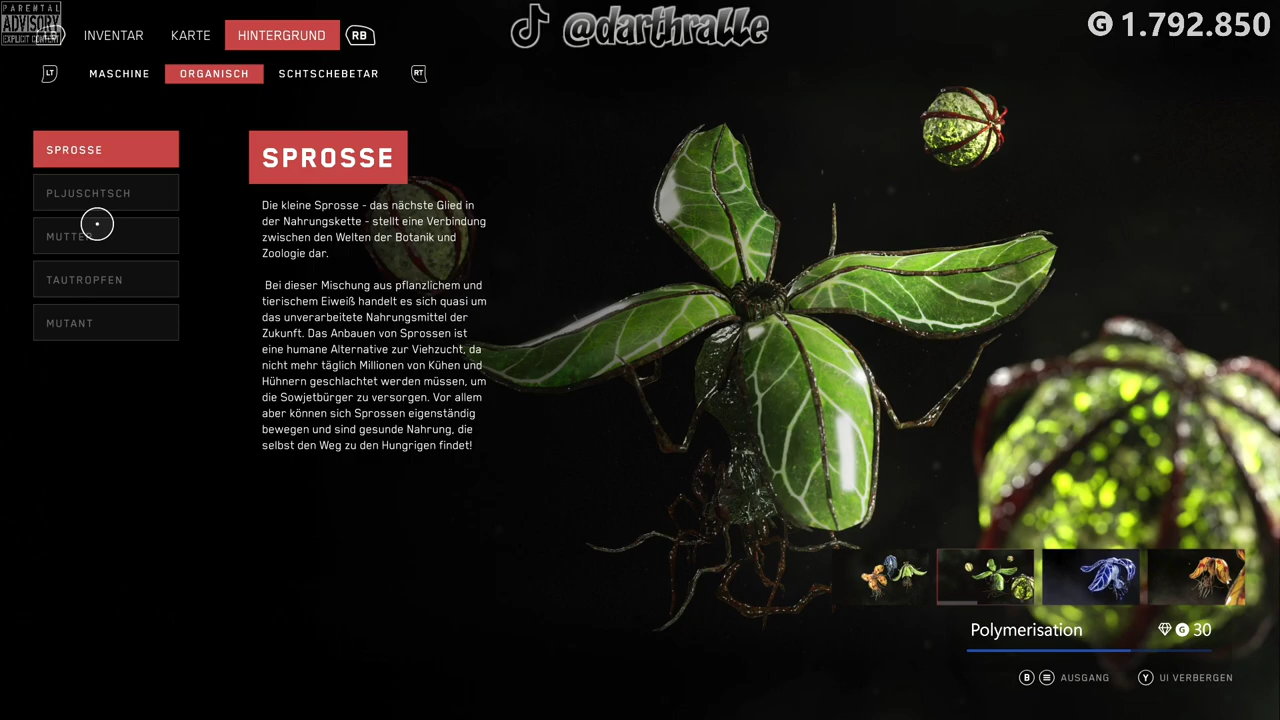 PARENTAL
ADVISORY
EXPLICIT CONTENT
INVENTAR
KARTE
HINTERGRUND
RB
@darthralle
G 1.792.850
LT
MASCHINE
ORGANISCH
SCHTSCHEBETAR
RT
SPROSSE
PLJUSCHTSCH
MUTTER
TAUTROPFEN
MUTANT
SPROSSE
Die kleine Sprosse - das nächste Glied in
der Nahrungskette - stellt eine Verbindung
zwischen den Welten der Botanik und
Zoologie dar.
Bei dieser Mischung aus pflanzlichem und
tierischem Eiweiß handelt es sich quasi um
das unverarbeitete Nahrungsmittel der
Zukunft. Das Anbauen von Sprossen ist
eine humane Alternative zur Viehzucht, da
nicht mehr täglich Millionen von Kühen und
Hühnern geschlachtet werden müssen, um
die Sowjetbürger zu versorgen. Vor allem
aber können sich Sprossen eigenständig
bewegen und sind gesunde Nahrung, die
selbst den Weg zu den Hungrigen findet!
Polymerisation
G 30
B AUSGANG
Y UI VERBERGEN